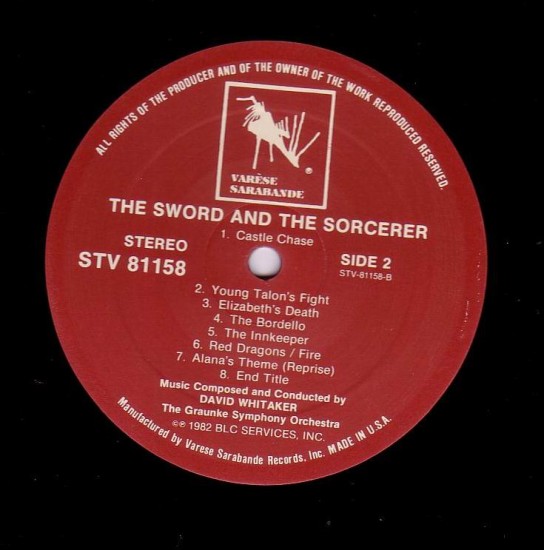 ALL RIGHTS OF THE PRODUCER AND OF THE OWNER OF THE WORK REPRODUCED RESERVED.
VARÈSE
SARABANDE
®
THE SWORD AND THE SORCERER
1. Castle Chase
STEREO
STV 81158
SIDE 2
STV-81158-B
2. Young Talon's Fight
3. Elizabeth's Death
4. The Bordello
5. The Innkeeper
6. Red Dragons / Fire
7. Alana's Theme (Reprise)
8. End Title
Music Composed and Conducted by
DAVID WHITAKER
The Graunke Symphony Orchestra
©℗ 1982 BLC SERVICES, INC.
Manufactured by Varese Sarabande Records, Inc. MADE IN U.S.A.